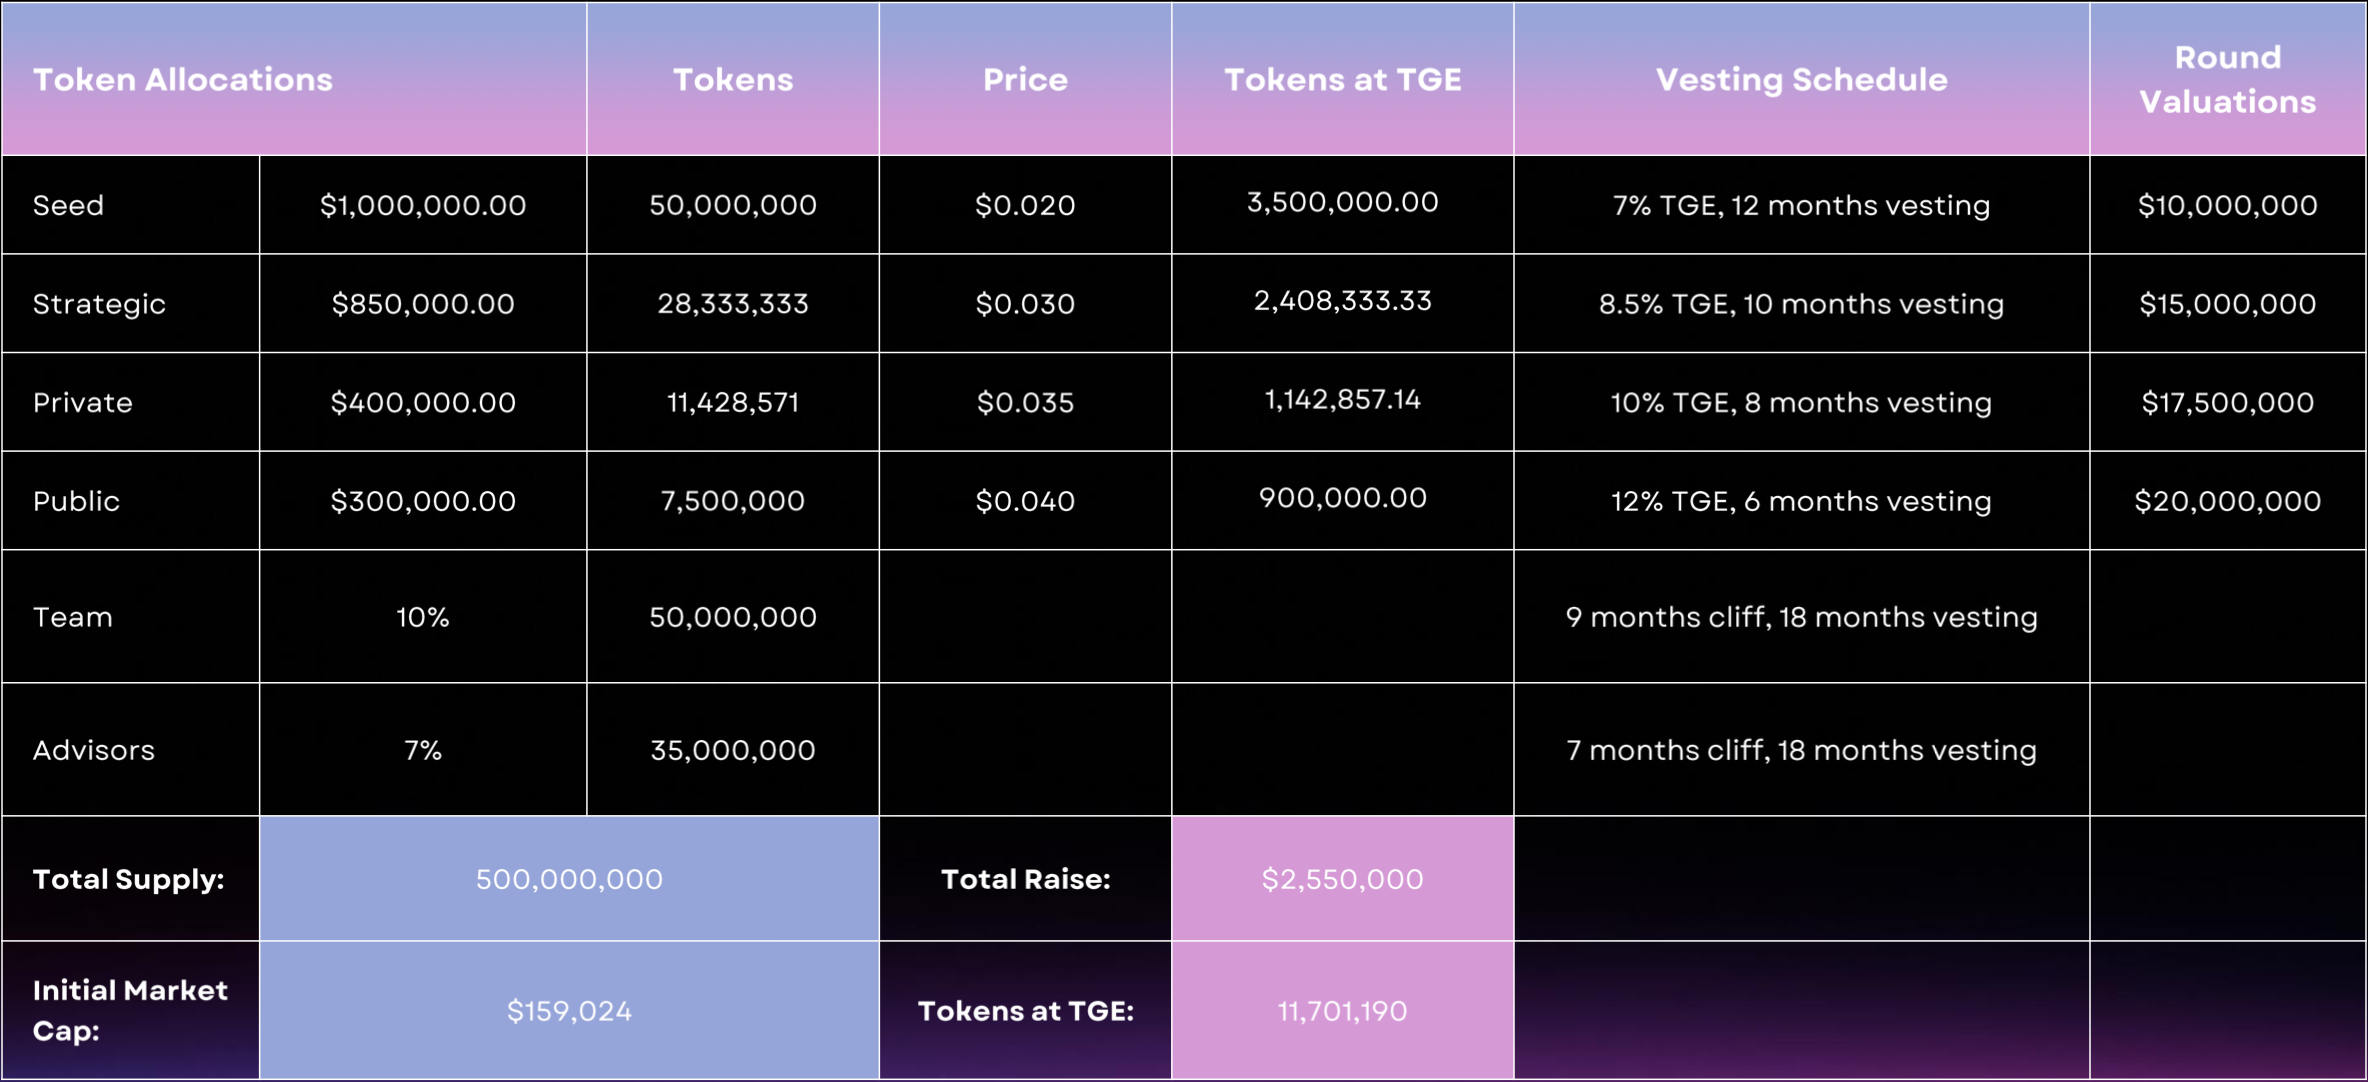 Token Allocations Tokens Price Tokens at TGE Vesting Schedule Round Valuations
Seed $1,000,000.00 50,000,000 $0.020 3,500,000.00 7% TGE, 12 months vesting $10,000,000
Strategic $850,000.00 28,333,333 $0.030 2,408,333.33 8.5% TGE, 10 months vesting $15,000,000
Private $400,000.00 11,428,571 $0.035 1,142,857.14 10% TGE, 8 months vesting $17,500,000
Public $300,000.00 7,500,000 $0.040 900,000.00 12% TGE, 6 months vesting $20,000,000
Team 10% 50,000,000 9 months cliff, 18 months vesting
Advisors 7% 35,000,000 7 months cliff, 18 months vesting
Total Supply: 500,000,000 Total Raise: $2,550,000
Initial Market Cap: $159,024 Tokens at TGE: 11,701,190